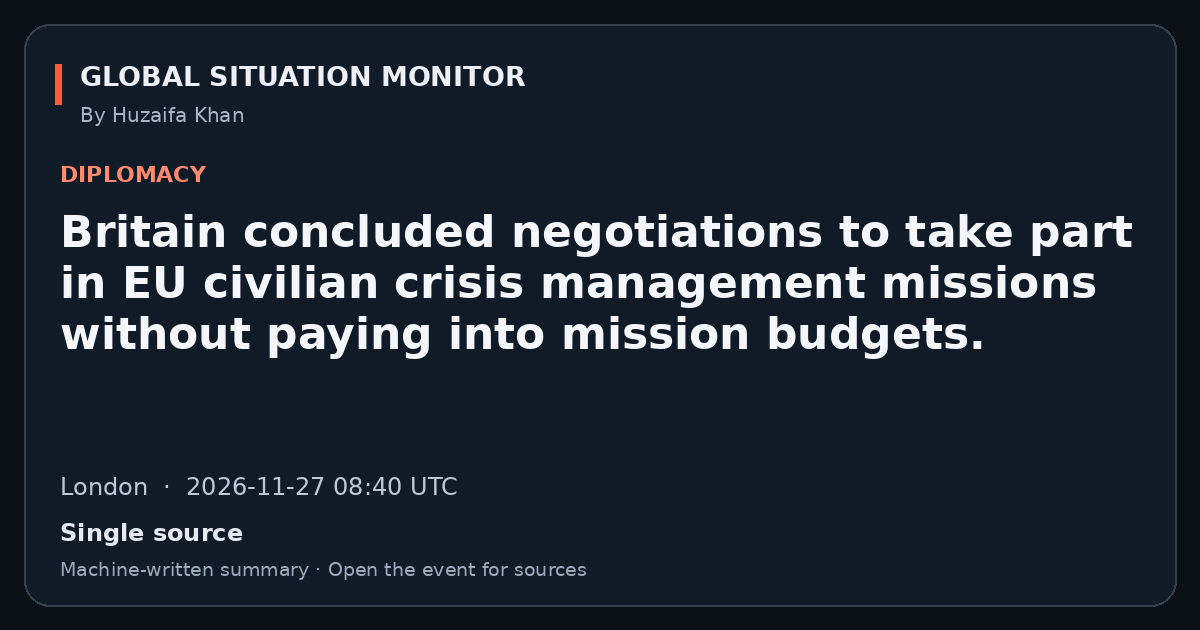 GLOBAL SITUATION MONITOR
By Huzaifa Khan
DIPLOMACY
Britain concluded negotiations to take part
in EU civilian crisis management missions
without paying into mission budgets.
London · 2026-11-27 08:40 UTC
Single source
Machine-written summary · Open the event for sources